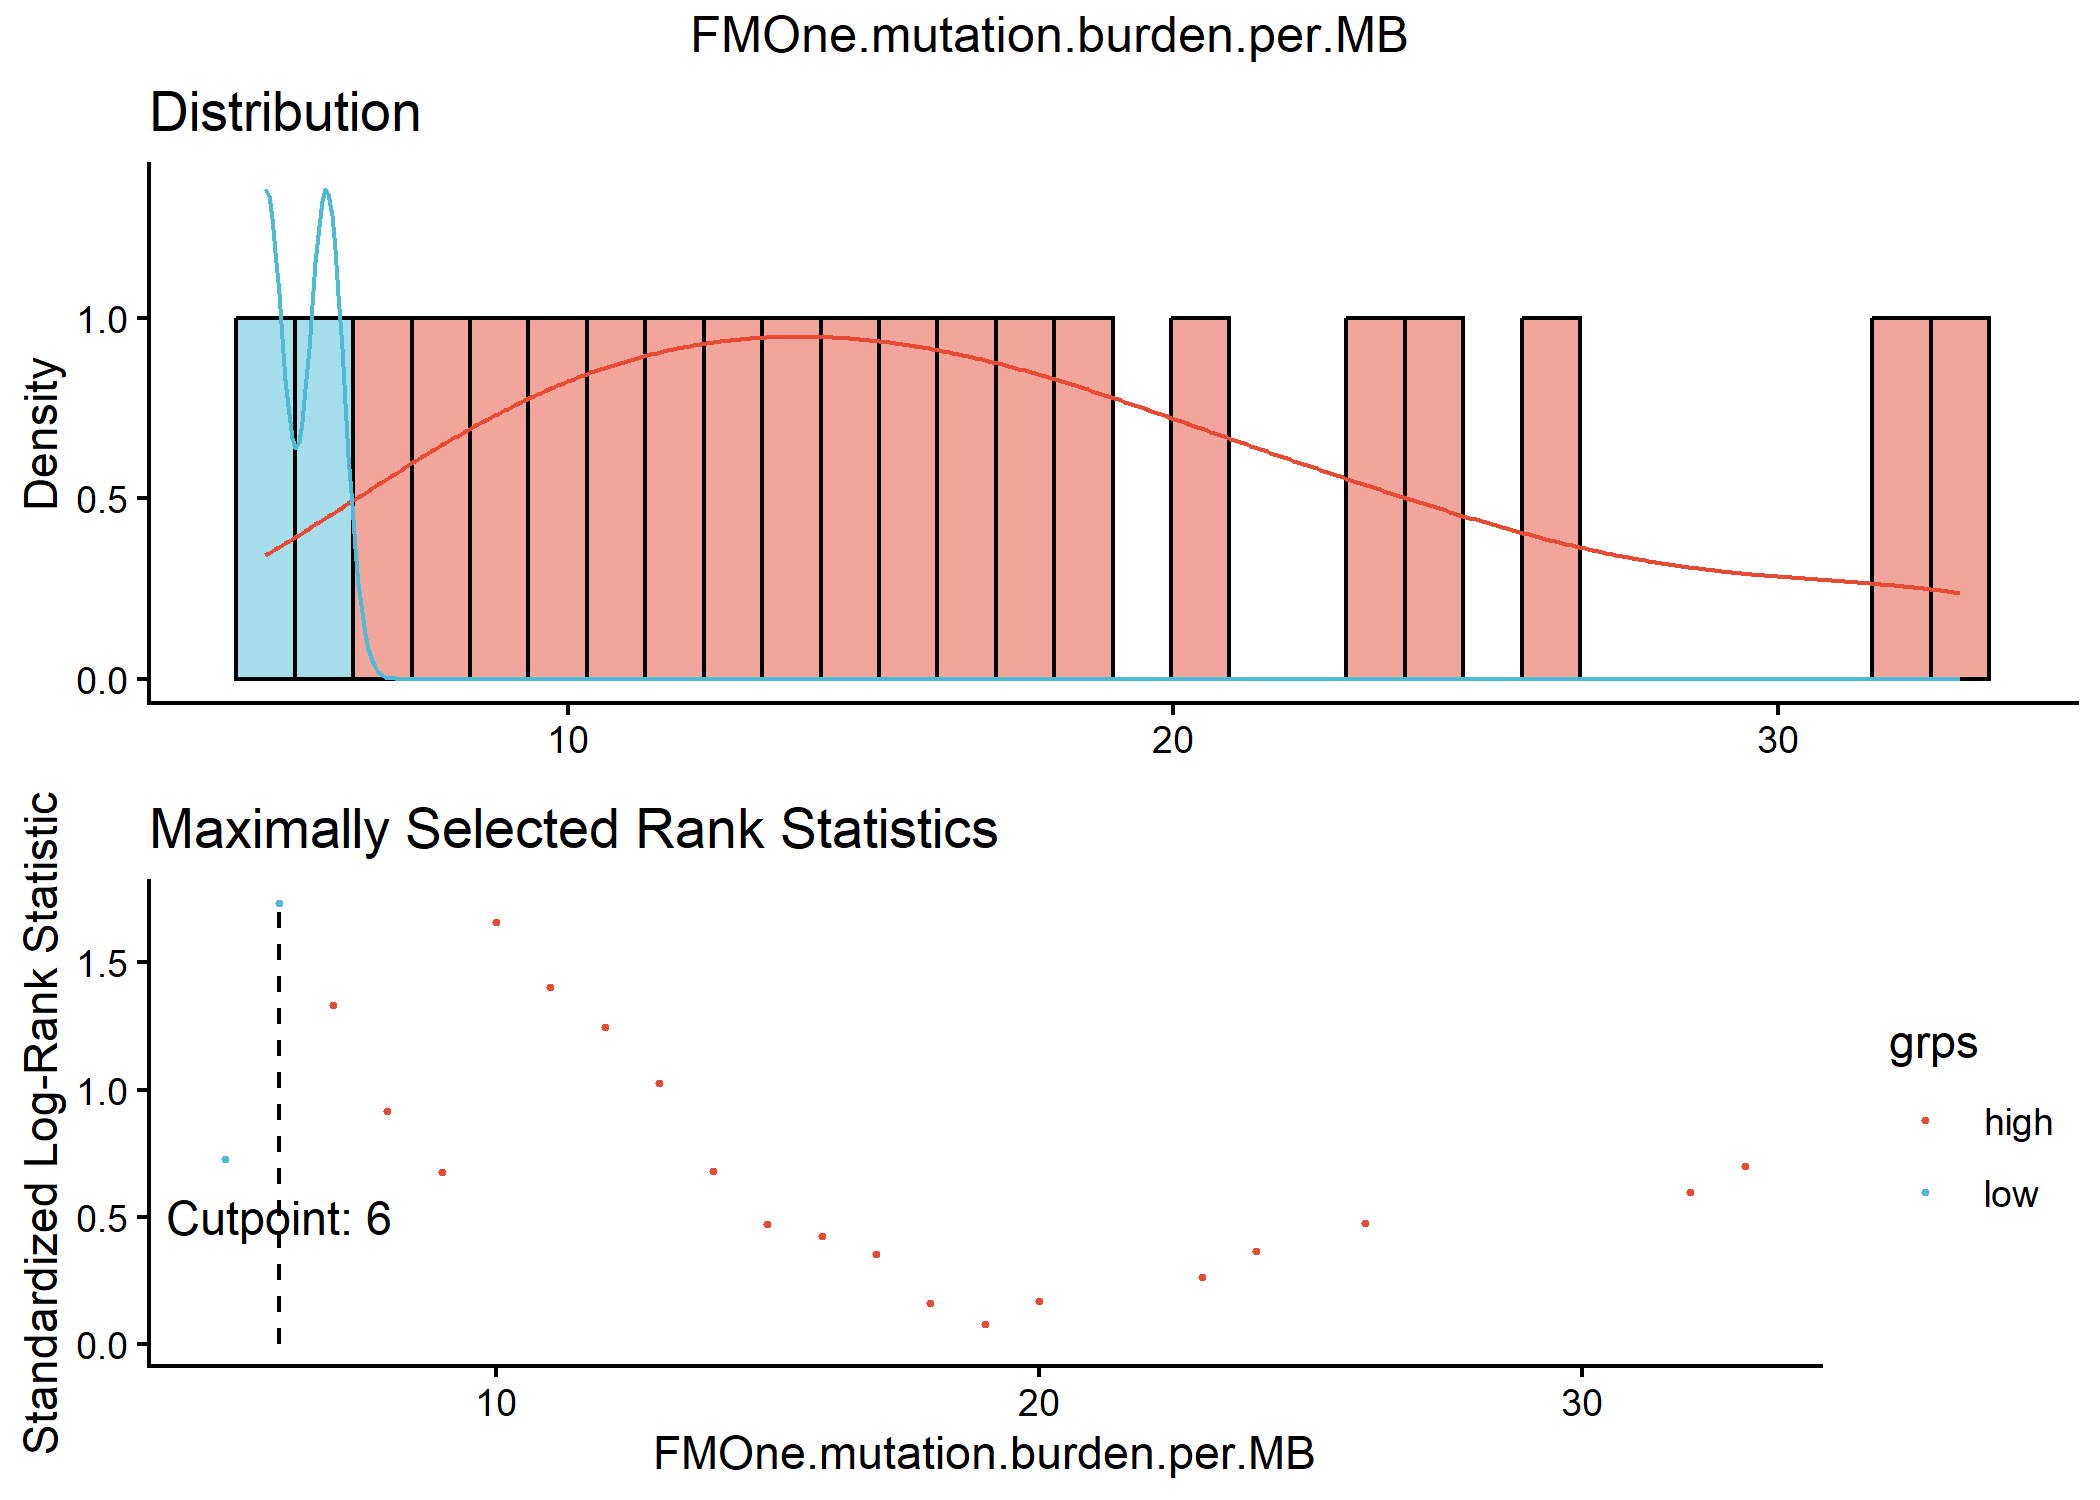 FMOne.mutation.burden.per.MB
Distribution
Density
1.0
0.5
0.0
10 20 30
Maximally Selected Rank Statistics
Standardized Log-Rank Statistic
1.5
1.0
0.5
0.0
Cutpoint: 6
10 20 30
FMOne.mutation.burden.per.MB
grps
high
low